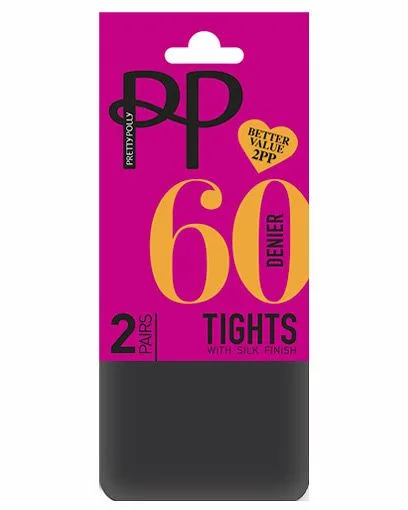 PP
PRETTY POLLY
BETTER
VALUE
2PP
60
DENIER
2
PAIRS
TIGHTS
WITH SILK FINISH